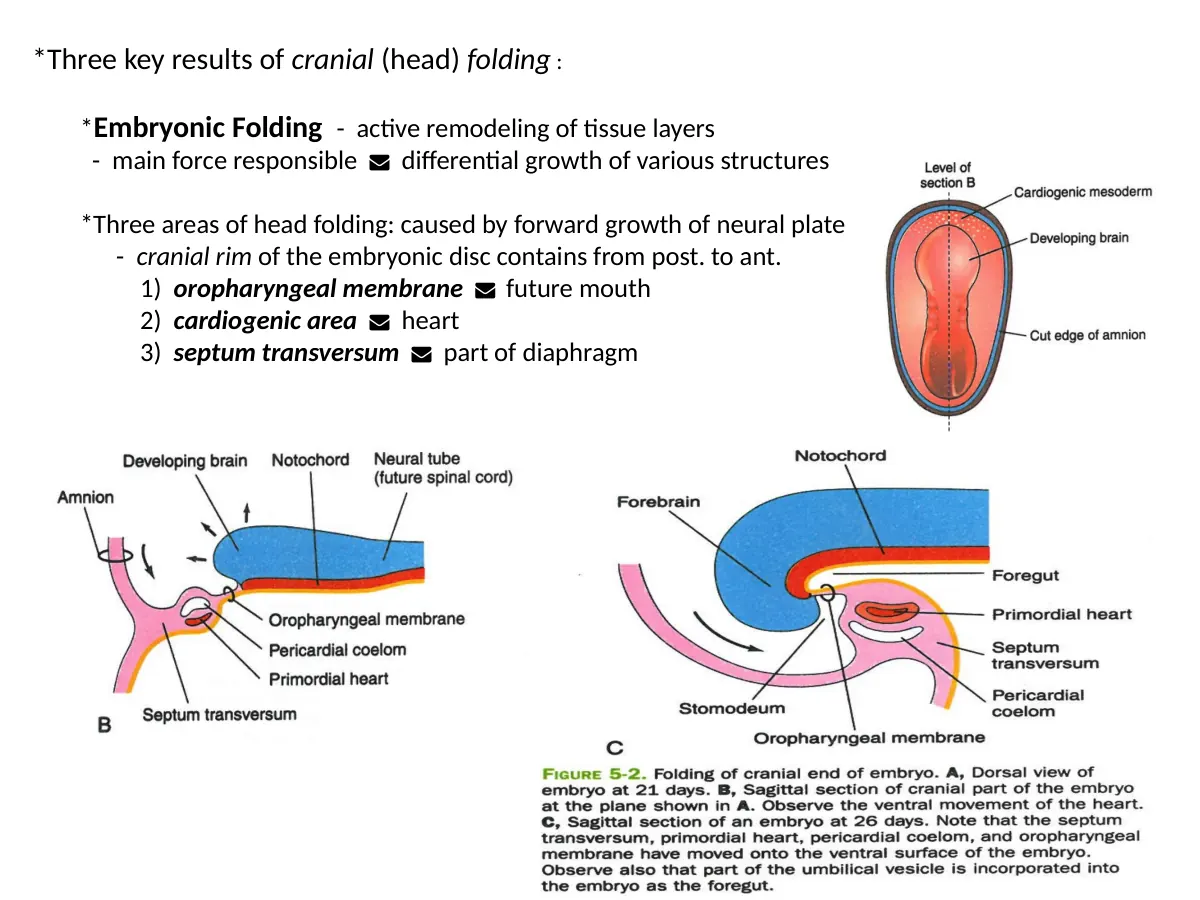 *Three key results of cranial (head) folding :
*Embryonic Folding - active remodeling of tissue layers
- main force responsible differential growth of various structures
*Three areas of head folding: caused by forward growth of neural plate
- cranial rim of the embryonic disc contains from post. to ant.
1) oropharyngeal membrane future mouth
2) cardiogenic area heart
3) septum transversum part of diaphragm
Level of
section B
Cardiogenic mesoderm
Developing brain
Cut edge of amnion
Developing brain
Notochord
Neural tube
(future spinal cord)
Amnion
Oropharyngeal membrane
Pericardial coelom
Primordial heart
Septum transversum
B
Notochord
Forebrain
Foregut
Primordial heart
Septum
transversum
Pericardial
coelom
Stomodeum
Oropharyngeal membrane
C
FIGURE 5-2. Folding of cranial end of embryo. A, Dorsal view of
embryo at 21 days. B, Sagittal section of cranial part of the embryo
at the plane shown in A. Observe the ventral movement of the heart.
C, Sagittal section of an embryo at 26 days. Note that the septum
transversum, primordial heart, pericardial coelom, and oropharyngeal
membrane have moved onto the ventral surface of the embryo.
Observe also that part of the umbilical vesicle is incorporated into
the embryo as the foregut.